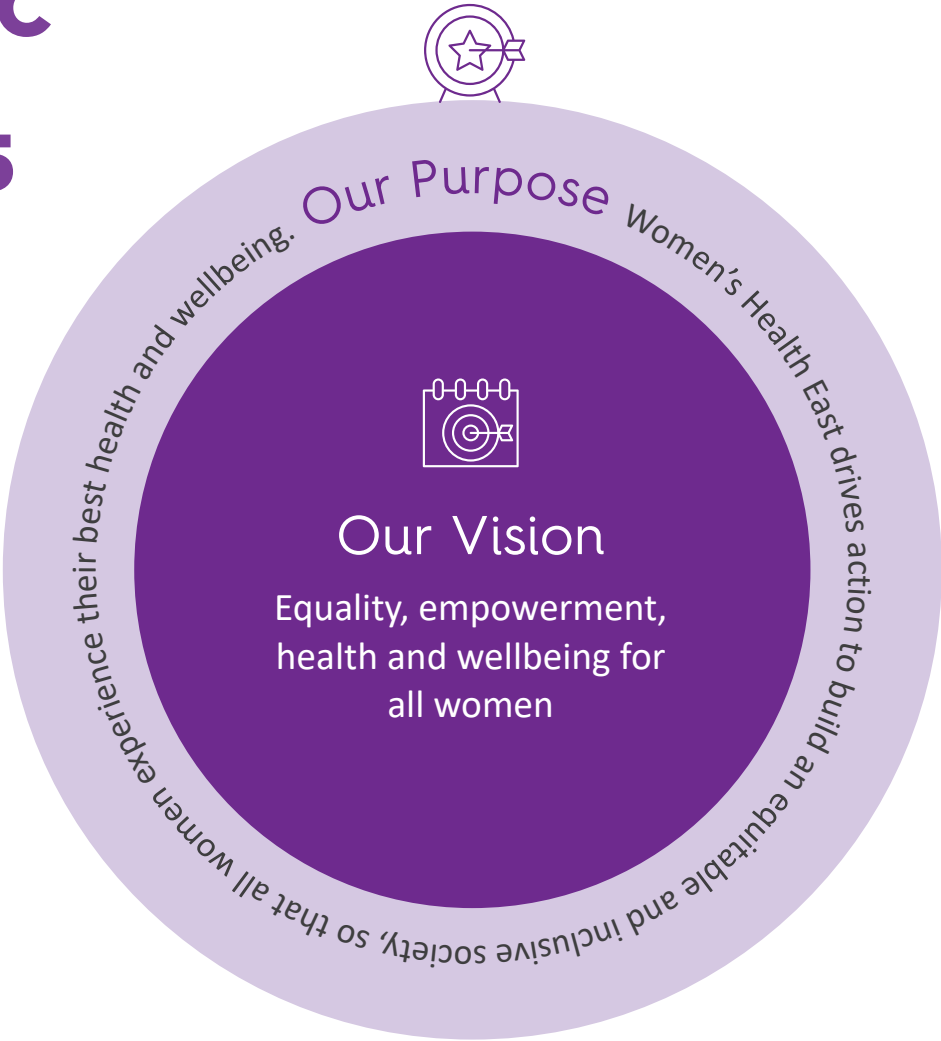 c
5
Our Purpose
Women’s Health East drives action to build an equitable and inclusive society, so that all women experience their best health and wellbeing.
Our Vision
Equality, empowerment,
health and wellbeing for
all women